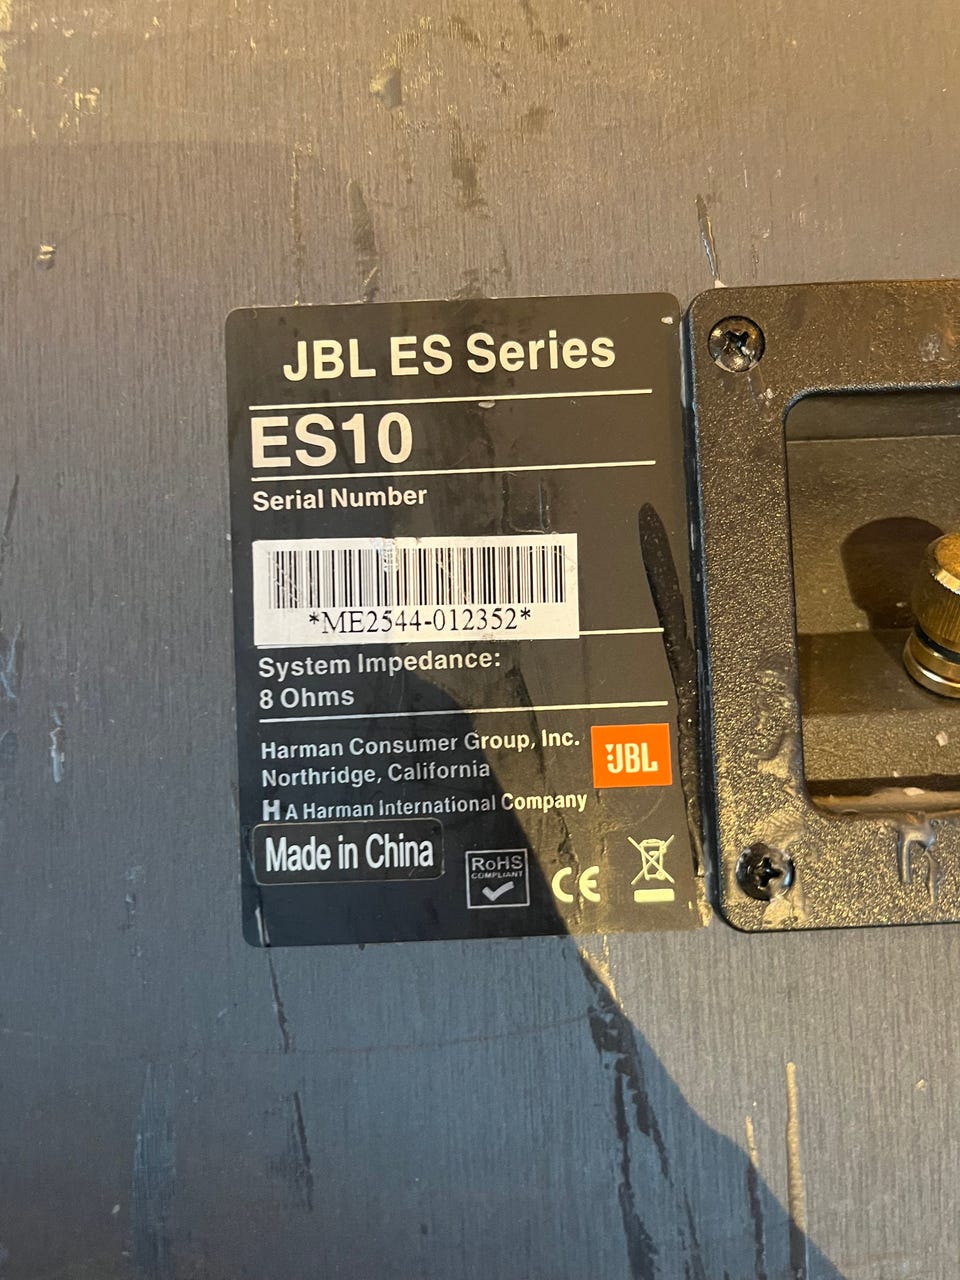 JBL ES Series
ES10
Serial Number
*ME2544-012352*
System Impedance:
8 Ohms
Harman Consumer Group, Inc.
Northridge, California
JBL
H A Harman International Company
Made in China
RoHS
COMPLIANT
CE